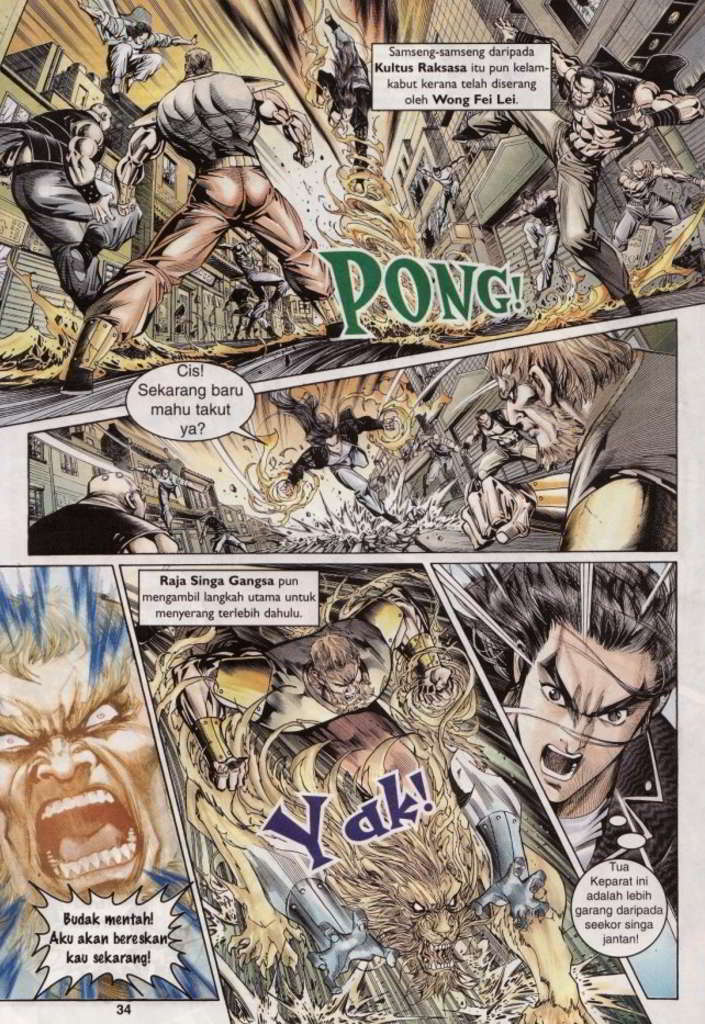 Samseng-samseng daripada
Kultus Raksasa itu pun kelam-
kabut kerana telah diserang
oleh Wong Fei Lei.
PONG!
Cis!
Sekarang baru
mahu takut
ya?
Raja Singa Gangsa pun
mengambil langkah utama untuk
menyerang terlebih dahulu.
Yak!
Budak mentah!
Aku akan bereskan
kau sekarang!
Tua
Keparat ini
adalah lebih
garang daripada
seekor singa
jantan!
34